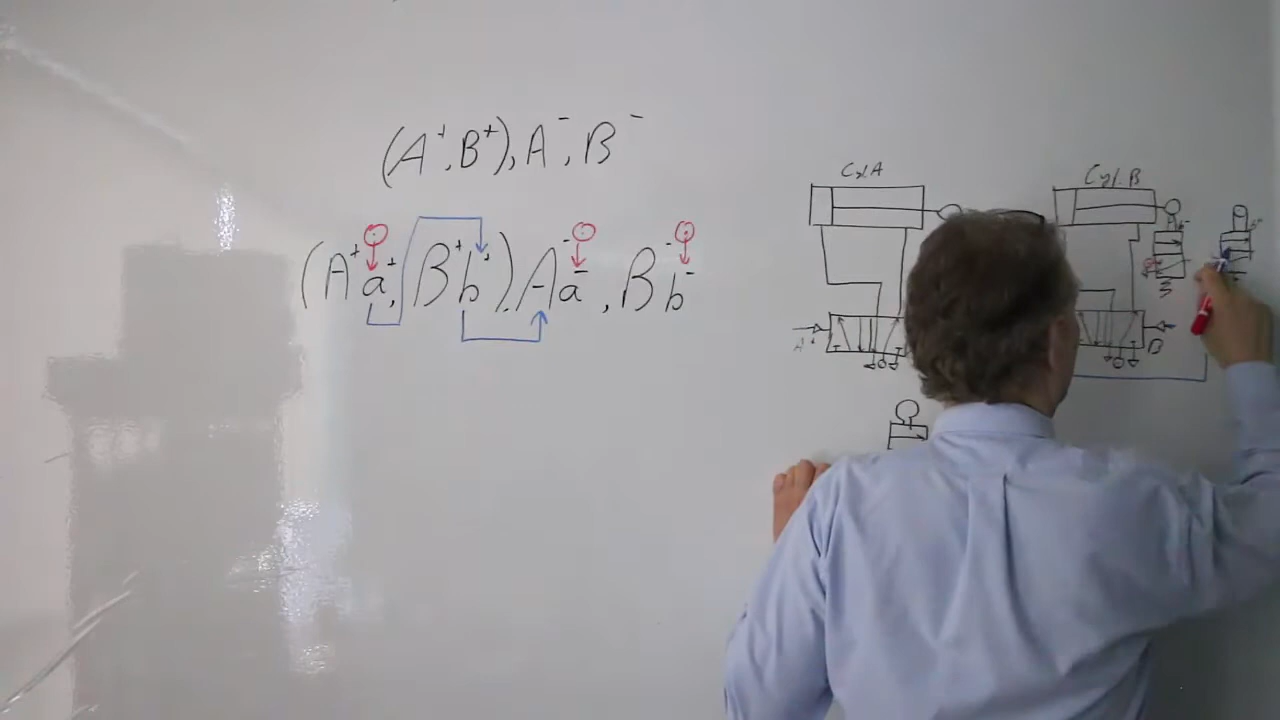 (A⁺, B⁺), A⁻, B⁻
(A⁺a⁺, B⁺b⁺), A⁻a⁻, B⁻b⁻
Cyl. A
Cyl. B
A⁺
B⁻